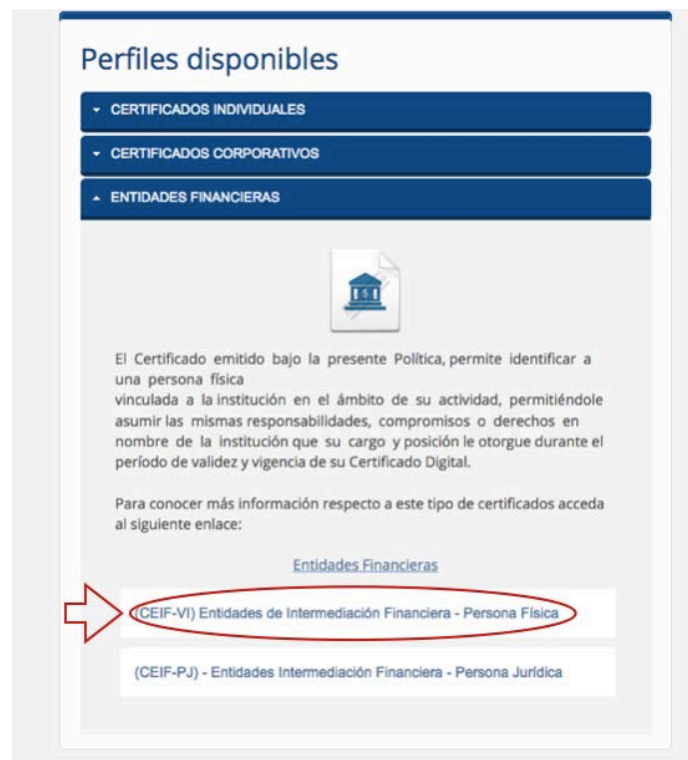 Perfiles disponibles
CERTIFICADOS INDIVIDUALES
CERTIFICADOS CORPORATIVOS
ENTIDADES FINANCIERAS
El Certificado emitido bajo la presente Política, permite identificar a
una persona física
vinculada a la institución en el ámbito de su actividad, permitiéndole
asumir las mismas responsabilidades, compromisos o derechos en
nombre de la institución que su cargo y posición le otorgue durante el
período de validez y vigencia de su Certificado Digital.
Para conocer más información respecto a este tipo de certificados acceda
al siguiente enlace:
Entidades Financieras
(CEIF-VI) Entidades de Intermediación Financiera - Persona Física
(CEIF-PJ) - Entidades Intermediación Financiera - Persona Jurídica